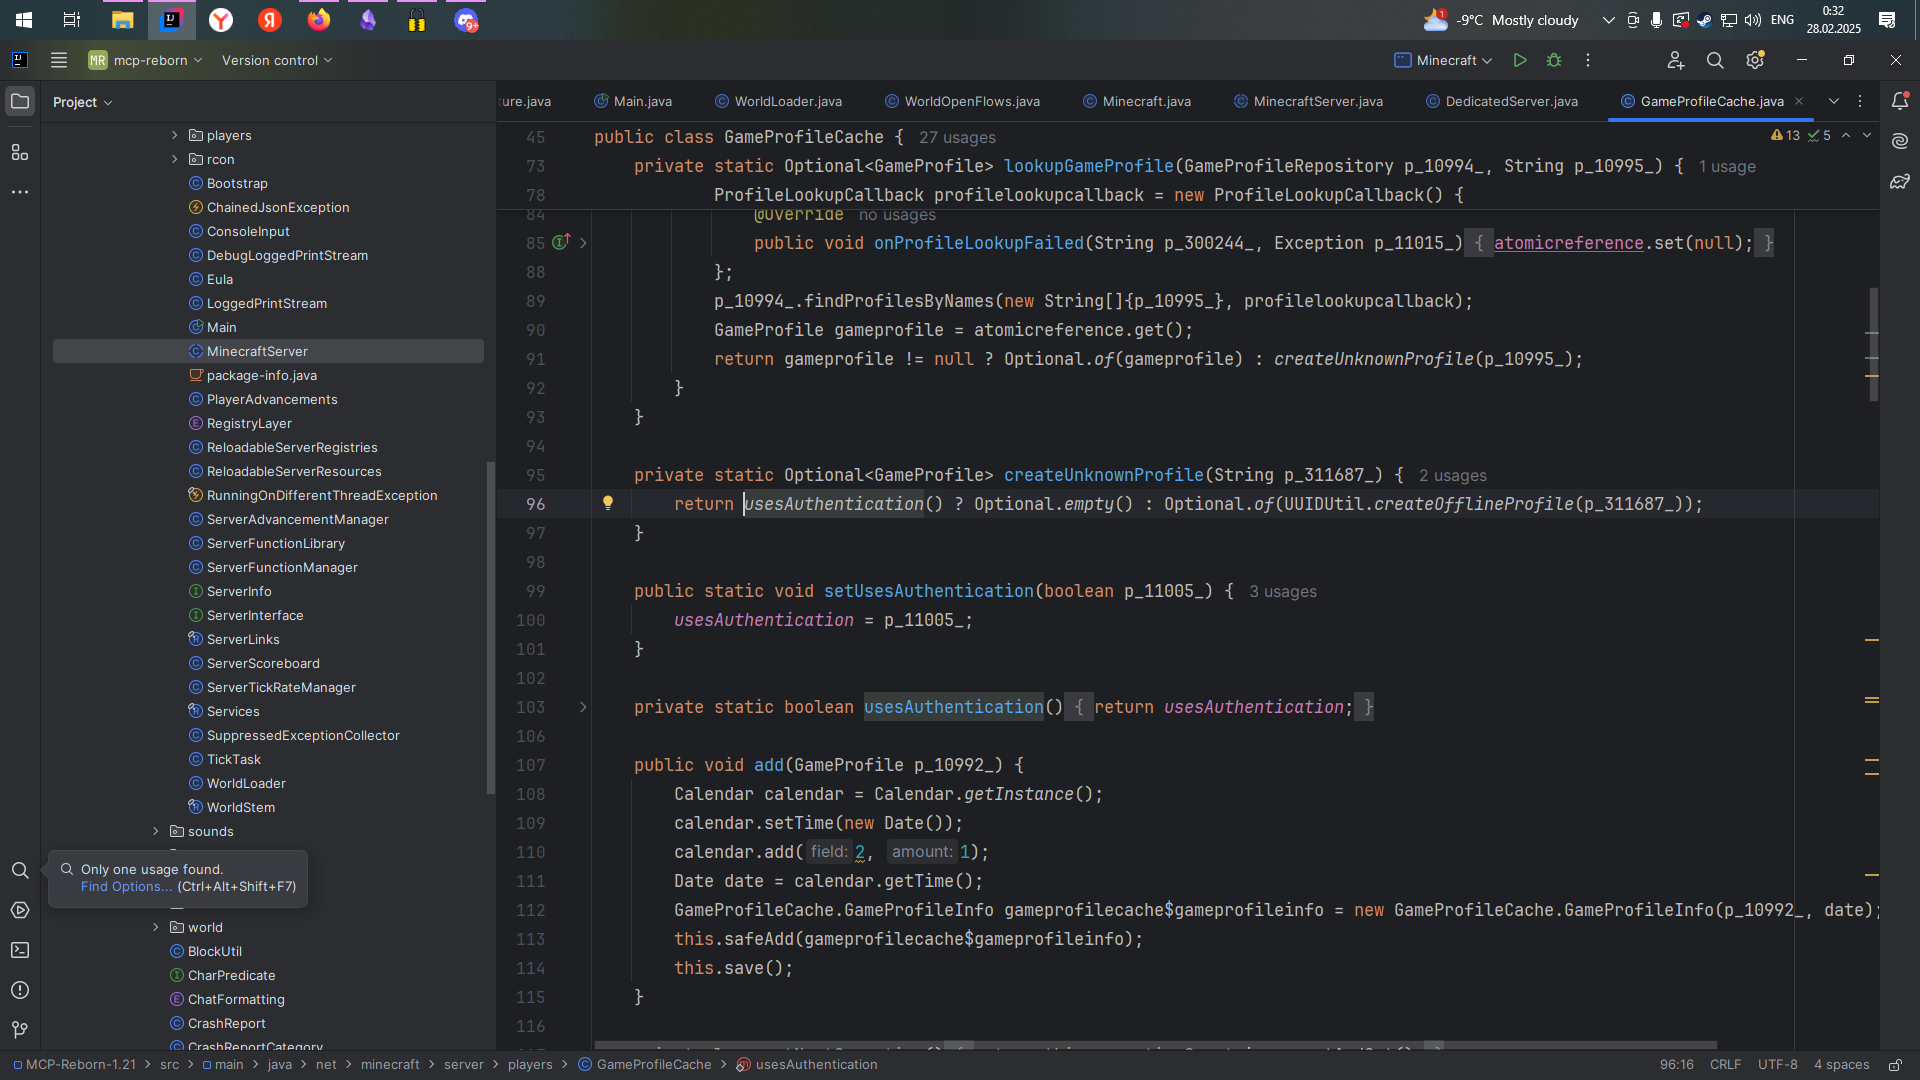 1
-9°C Mostly cloudy
ENG
0:32
28.02.2025
9+
MR mcp-reborn
Version control
Minecraft
Project
ture.java
Main.java
WorldLoader.java
WorldOpenFlows.java
Minecraft.java
MinecraftServer.java
DedicatedServer.java
GameProfileCache.java
players
rcon
Bootstrap
ChainedJsonException
ConsoleInput
DebugLoggedPrintStream
Eula
LoggedPrintStream
Main
MinecraftServer
package-info.java
PlayerAdvancements
RegistryLayer
ReloadableServerRegistries
ReloadableServerResources
RunningOnDifferentThreadException
ServerAdvancementManager
ServerFunctionLibrary
ServerFunctionManager
ServerInfo
ServerInterface
ServerLinks
ServerScoreboard
ServerTickRateManager
Services
SuppressedExceptionCollector
TickTask
WorldLoader
WorldStem
sounds
Only one usage found.
Find Options... (Ctrl+Alt+Shift+F7)
world
BlockUtil
CharPredicate
ChatFormatting
CrashReport
CrashReportCategory
13 5
45 public class GameProfileCache { 27 usages
73 private static Optional<GameProfile> lookupGameProfile(GameProfileRepository p_10994_, String p_10995_) { 1 usage
78 ProfileLookupCallback profilelookupcallback = new ProfileLookupCallback() {
84 @Override no usages
85 public void onProfileLookupFailed(String p_300244_, Exception p_11015_) { atomicreference.set(null); }
88 };
89 p_10994_.findProfilesByNames(new String[]{p_10995_}, profilelookupcallback);
90 GameProfile gameprofile = atomicreference.get();
91 return gameprofile != null ? Optional.of(gameprofile) : createUnknownProfile(p_10995_);
92 }
93 }
94
95 private static Optional<GameProfile> createUnknownProfile(String p_311687_) { 2 usages
96 return usesAuthentication() ? Optional.empty() : Optional.of(UUIDUtil.createOfflineProfile(p_311687_));
97 }
98
99 public static void setUsesAuthentication(boolean p_11005_) { 3 usages
100 usesAuthentication = p_11005_;
101 }
102
103 private static boolean usesAuthentication() { return usesAuthentication; }
106
107 public void add(GameProfile p_10992_) {
108 Calendar calendar = Calendar.getInstance();
109 calendar.setTime(new Date());
110 calendar.add( field: 2, amount: 1);
111 Date date = calendar.getTime();
112 GameProfileCache.GameProfileInfo gameprofilecache$gameprofileinfo = new GameProfileCache.GameProfileInfo(p_10992_, date);
113 this.safeAdd(gameprofilecache$gameprofileinfo);
114 this.save();
115 }
116
MCP-Reborn-1.21 > src > main > java > net > minecraft > server > players > GameProfileCache > usesAuthentication
96:16 CRLF UTF-8 4 spaces